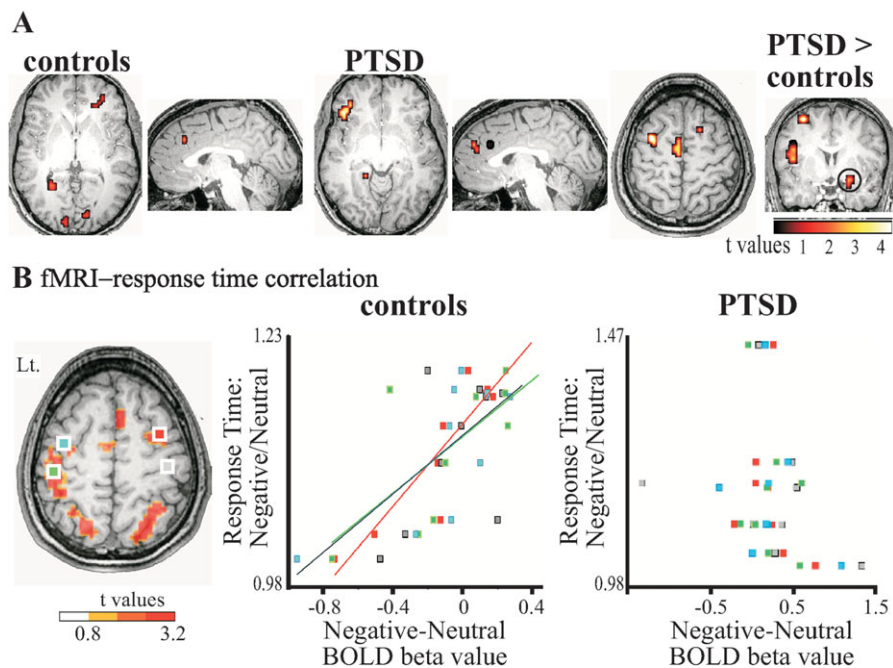 A
controls
PTSD
PTSD >
controls
t values 1 2 3 4
B fMRI–response time correlation
controls
PTSD
Lt.
t values
0.8 3.2
Response Time:
Negative/Neutral
1.23
0.98
-0.8 -0.4 0 0.4
Negative-Neutral
BOLD beta value
Response Time:
Negative/Neutral
1.47
0.98
-0.5 0.5 1.5
Negative-Neutral
BOLD beta value